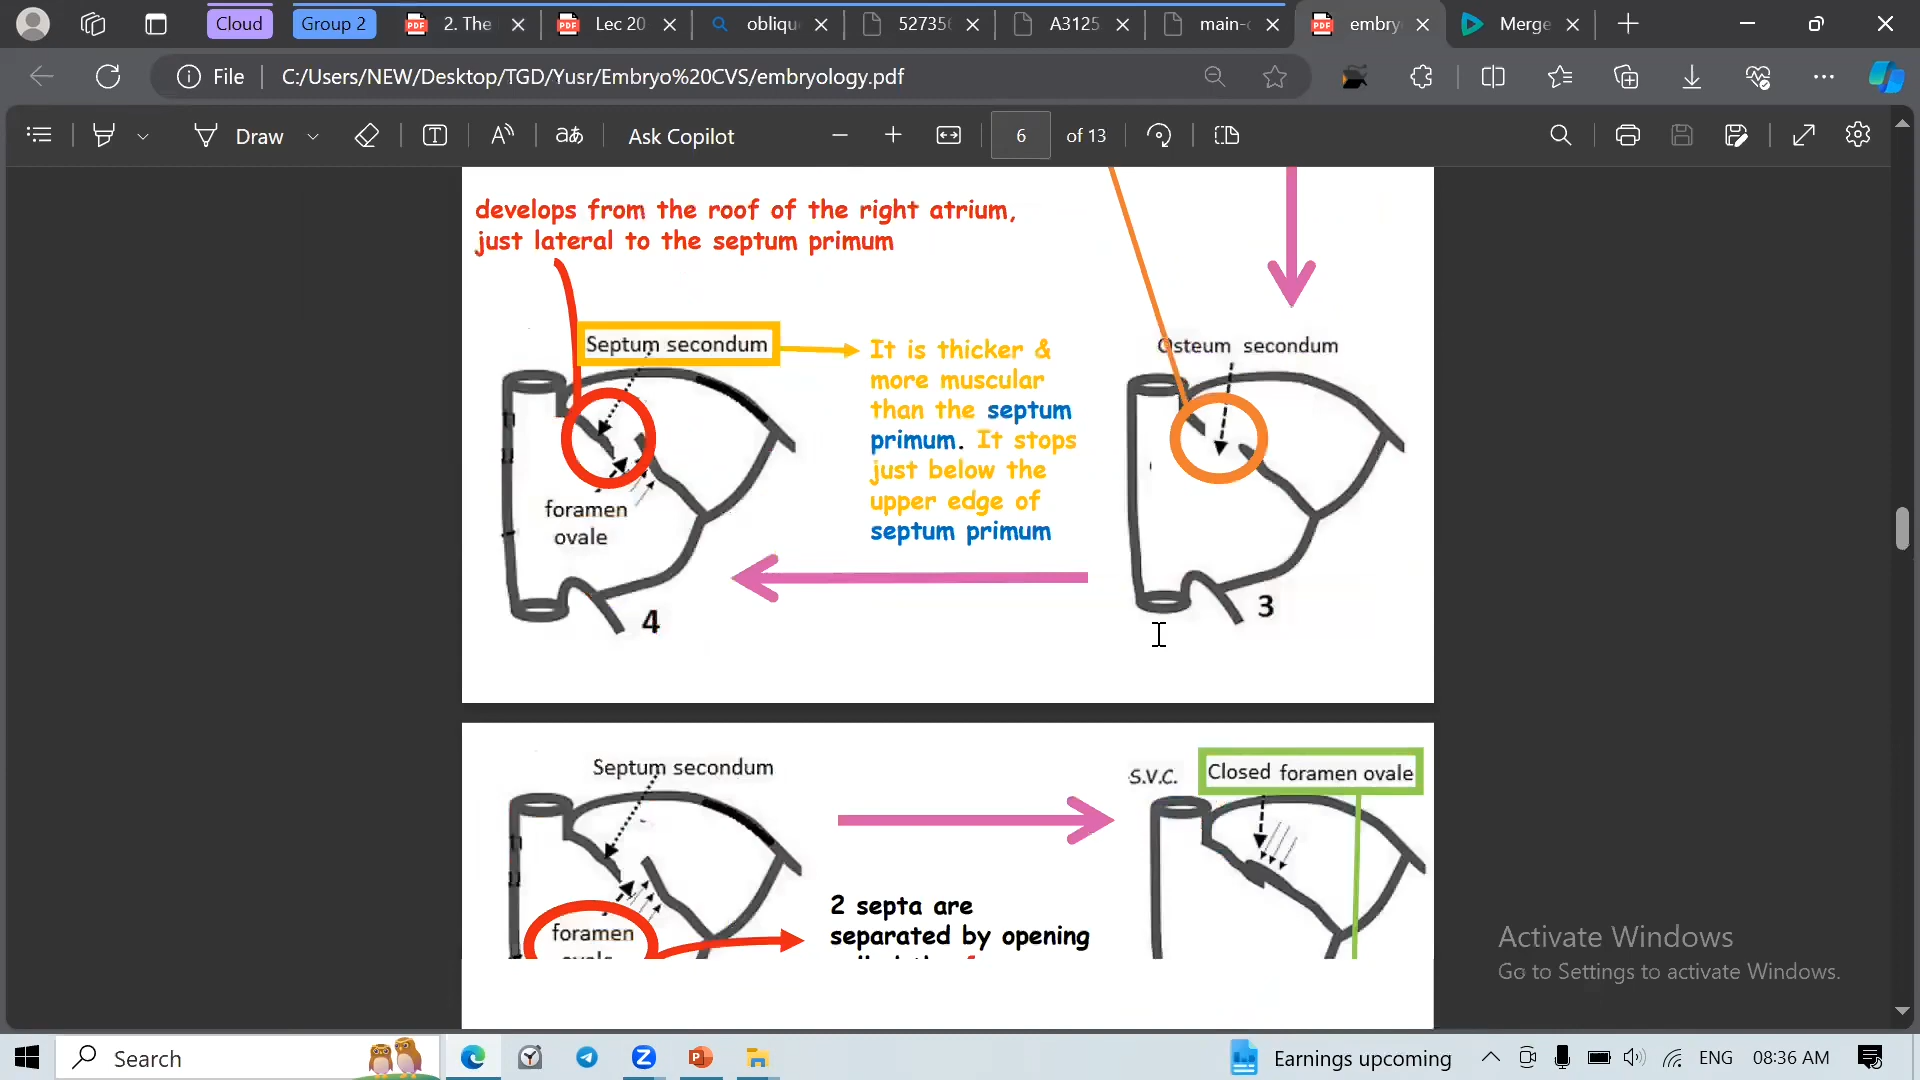 Cloud
Group 2
2. The
Lec 20
obliqu
52735
A3125
main-
embry
Merge
File
C:/Users/NEW/Desktop/TGD/Yusr/Embryo%20CVS/embryology.pdf
Draw
Ask Copilot
6
of 13
develops from the roof of the right atrium,
just lateral to the septum primum
Septum secondum
It is thicker &
more muscular
than the septum
primum. It stops
just below the
upper edge of
septum primum
Osteum secondum
foramen
ovale
4
3
Septum secondum
S.V.C.
Closed foramen ovale
2 septa are
separated by opening
foramen
Activate Windows
Go to Settings to activate Windows.
Search
Earnings upcoming
ENG
08:36 AM